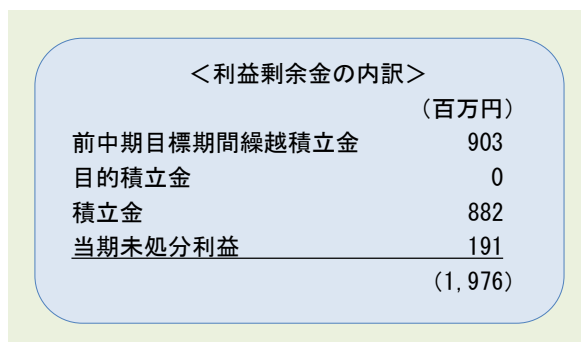 ＜利益剰余金の内訳＞
（百万円）
前中期目標期間繰越積立金 903
目的積立金 0
積立金 882
当期未処分利益 191
(1,976)